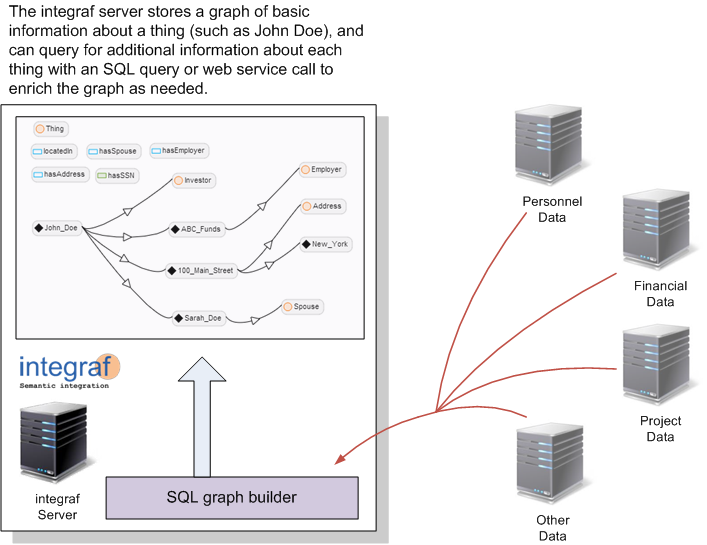 The integraf server stores a graph of basic
information about a thing (such as John Doe), and
can query for additional information about each
thing with an SQL query or web service call to
enrich the graph as needed.
Thing
locatedIn
hasSpouse
hasEmployer
hasAddress
hasSSN
Investor
Employer
Address
John_Doe
ABC_Funds
New_York
100_Main_Street
Sarah_Doe
Spouse
Personnel
Data
Financial
Data
Project
Data
Other
Data
integraf
Semantic integration
integraf
Server
SQL graph builder